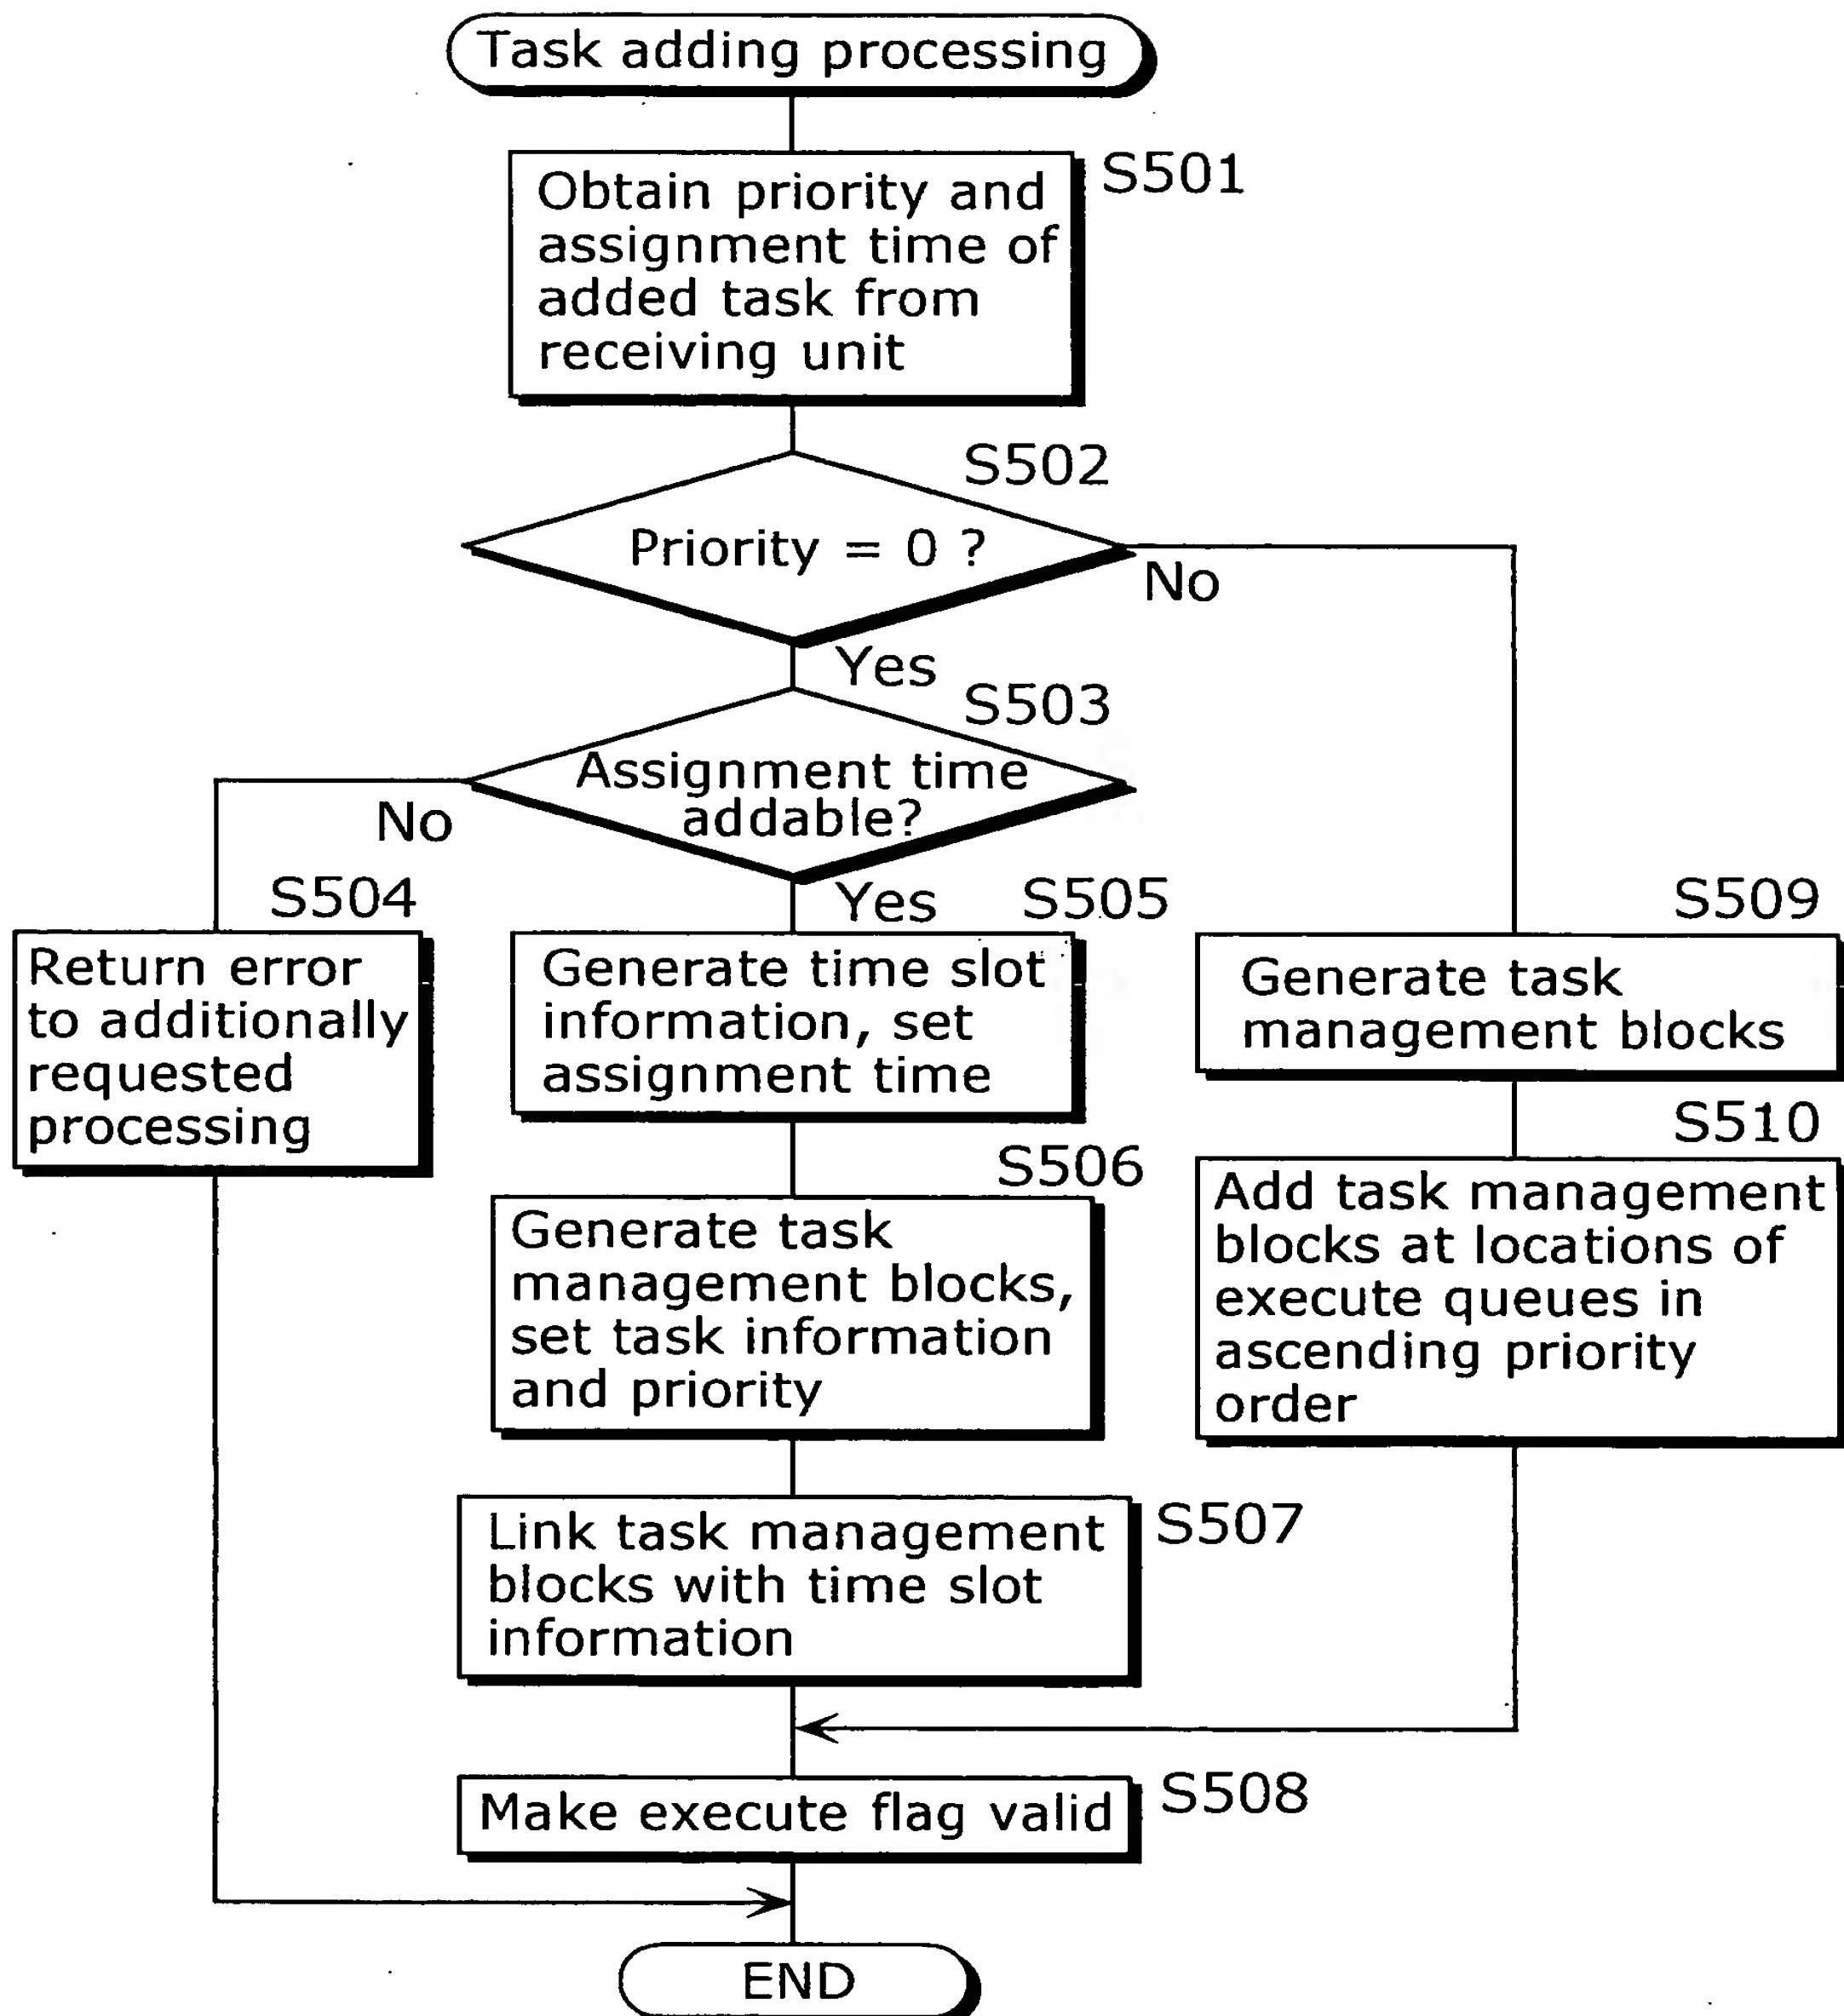 Task adding processing
S501
Obtain priority and
assignment time of
added task from
receiving unit
S502
Priority = 0 ?
No
Yes
S503
Assignment time
addable?
No
Yes
S504
Return error
to additionally
requested
processing
S505
Generate time slot
information, set
assignment time
S509
Generate task
management blocks
S506
Generate task
management blocks,
set task information
and priority
S510
Add task management
blocks at locations of
execute queues in
ascending priority
order
S507
Link task management
blocks with time slot
information
S508
Make execute flag valid
END